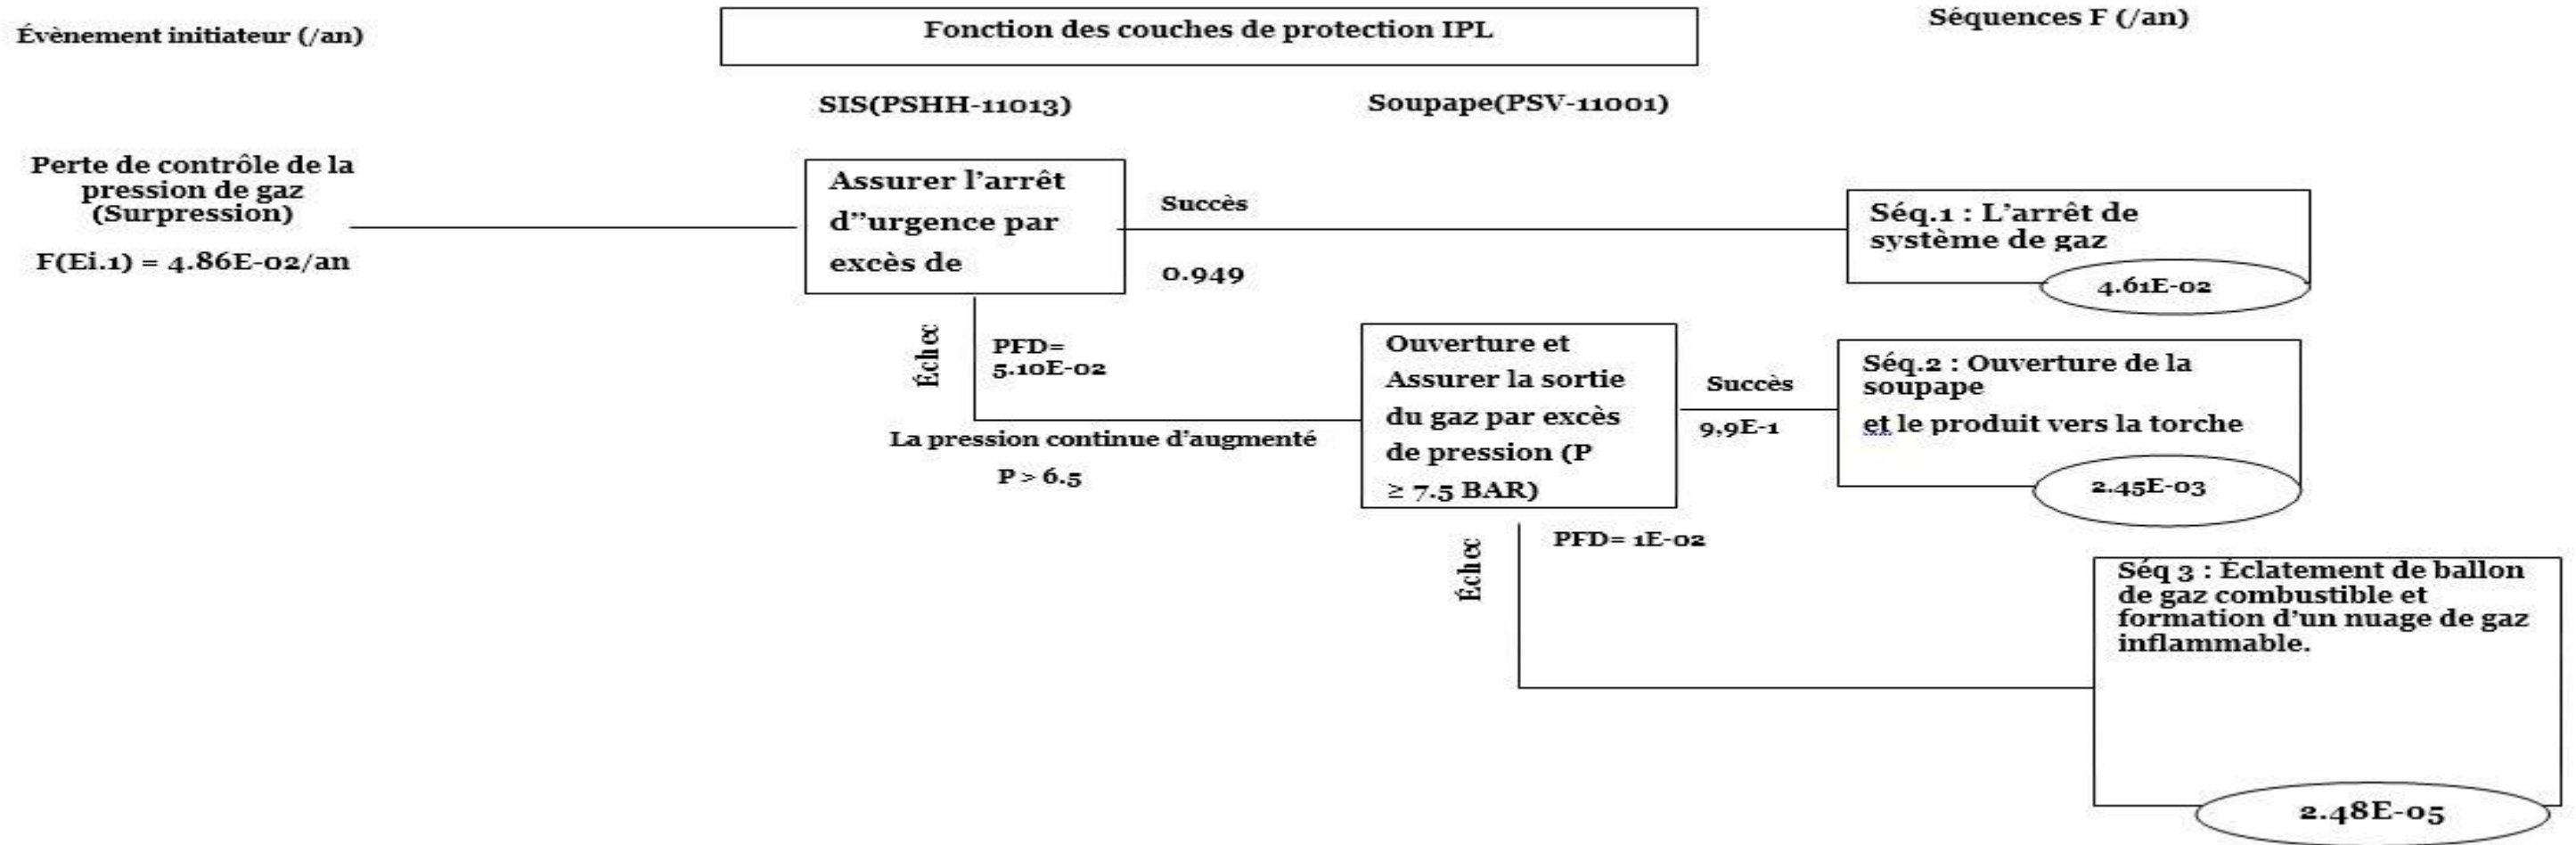 Évènement initiateur (/an)
Fonction des couches de protection IPL
Séquences F (/an)
SIS(PSHH-11013)
Soupape(PSV-11001)
Perte de contrôle de la
pression de gaz
(Surpression)
F(Ei.1) = 4.86E-02/an
Assurer l’arrêt
d’’urgence par
excès de
Succès
0.949
Séq.1 : L’arrêt de
système de gaz
4.61E-02
Échec
PFD=
5.10E-02
La pression continue d’augmenté
P > 6.5
Ouverture et
Assurer la sortie
du gaz par excès
de pression (P
≥ 7.5 BAR)
Succès
9,9E-1
Séq.2 : Ouverture de la
soupape
et le produit vers la torche
2.45E-03
Échec
PFD= 1E-02
Séq 3 : Éclatement de ballon
de gaz combustible et
formation d’un nuage de gaz
inflammable.
2.48E-05